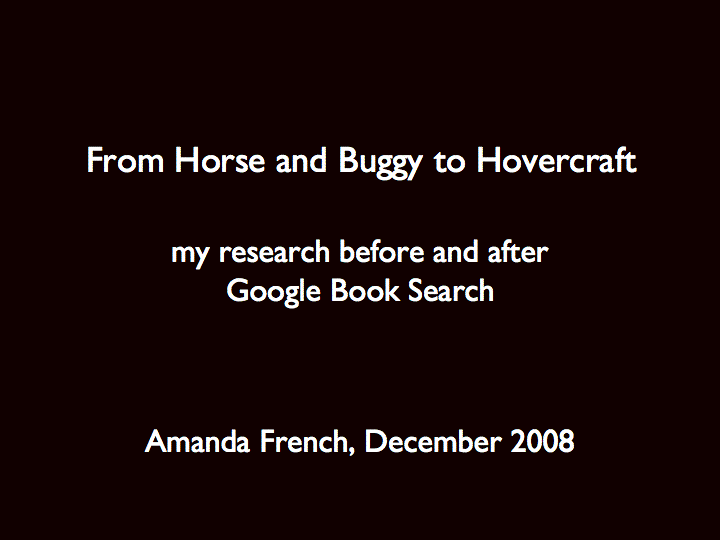 From Horse and Buggy to Hovercraft
my research before and after
Google Book Search
Amanda French, December 2008